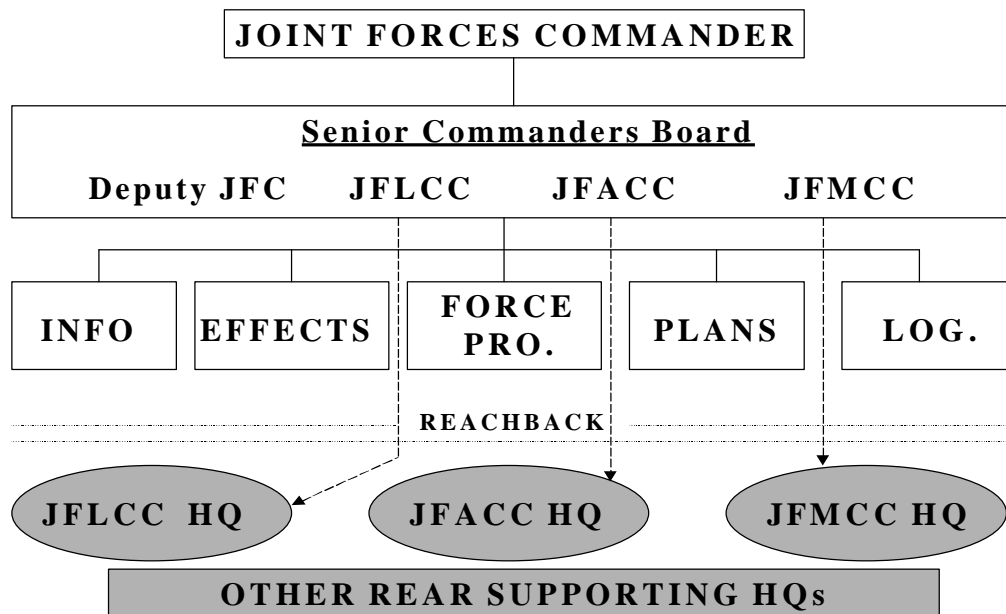 JOINT FORCES COMMANDER
Senior Commanders Board
Deputy JFC JFLCC JFACC JFMCC
INFO EFFECTS FORCE PRO. PLANS LOG.
REACHBACK
JFLCC HQ JFACC HQ JFMCC HQ
OTHER REAR SUPPORTING HQs